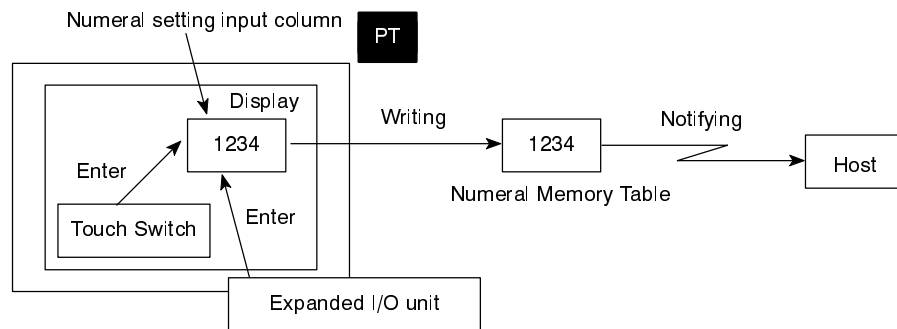 Numeral setting input column
PT
Display
1234
Writing
1234
Notifying
Host
Enter
Numeral Memory Table
Touch Switch
Enter
Expanded I/O unit